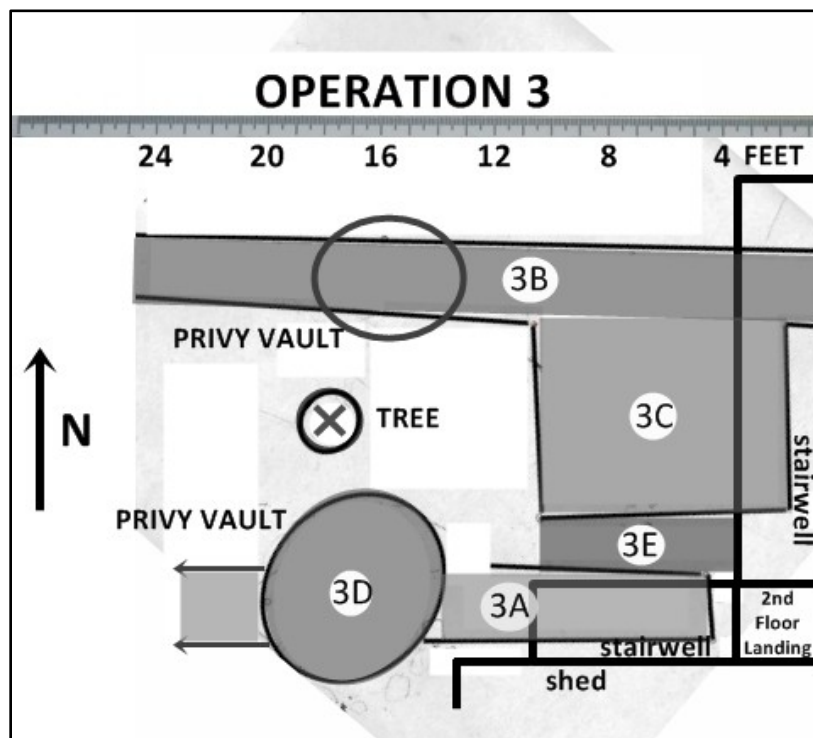 OPERATION 3
24 20 16 12 8 4 FEET
3B
PRIVY VAULT
TREE
3C
N
stairwell
PRIVY VAULT
3E
3D
3A
2nd
Floor
Landing
stairwell
shed